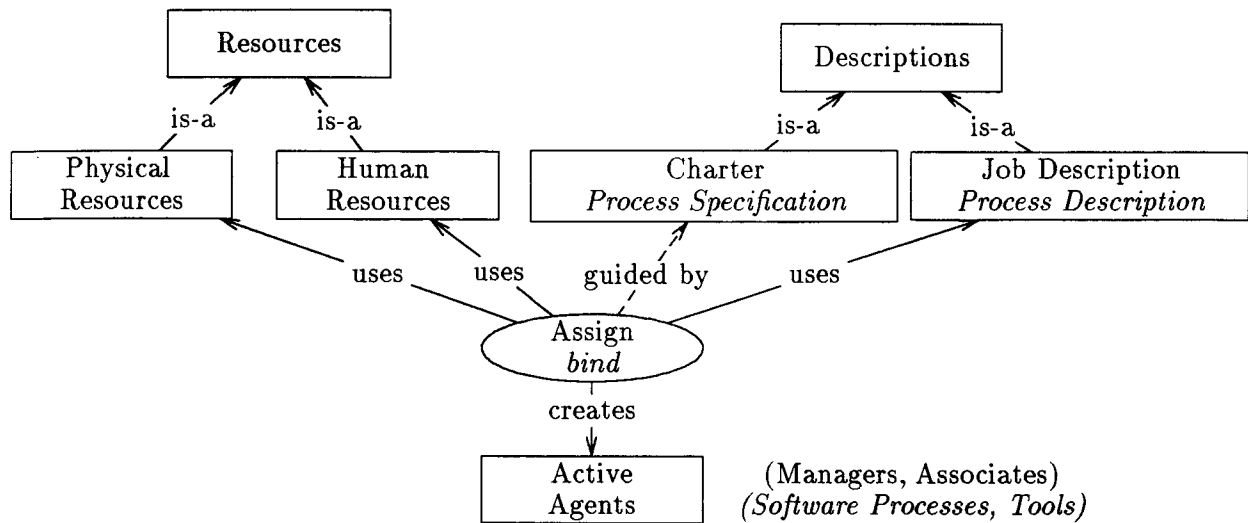 Resources
Descriptions
is-a
is-a
is-a
is-a
Physical
Resources
Human
Resources
Charter
Process Specification
Job Description
Process Description
uses
uses
guided by
uses
Assign
bind
creates
Active
Agents
(Managers, Associates)
(Software Processes, Tools)